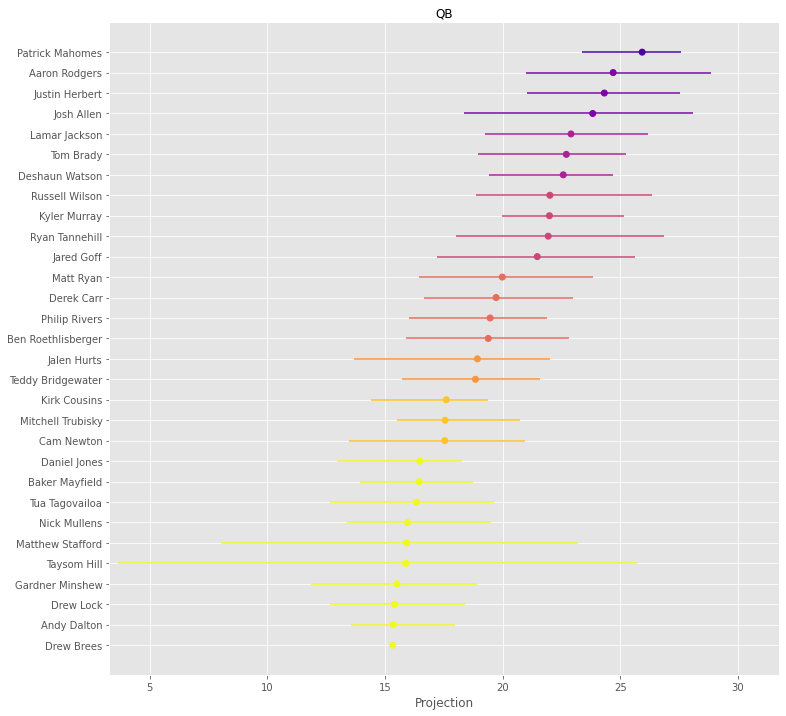 QB
Patrick Mahomes
Aaron Rodgers
Justin Herbert
Josh Allen
Lamar Jackson
Tom Brady
Deshaun Watson
Russell Wilson
Kyler Murray
Ryan Tannehill
Jared Goff
Matt Ryan
Derek Carr
Philip Rivers
Ben Roethlisberger
Jalen Hurts
Teddy Bridgewater
Kirk Cousins
Mitchell Trubisky
Cam Newton
Daniel Jones
Baker Mayfield
Tua Tagovailoa
Nick Mullens
Matthew Stafford
Taysom Hill
Gardner Minshew
Drew Lock
Andy Dalton
Drew Brees
5 10 15 20 25 30
Projection